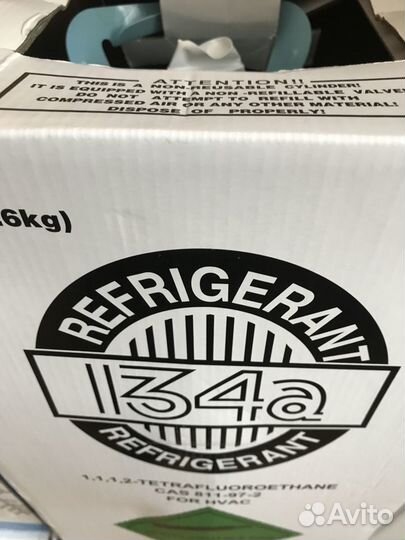 ATTENTION!!
THIS IS A NON-REUSABLE CYLINDER!
IT IS EQUIPPED WITH A NON-REFILLABLE VALVE!
DO NOT ATTEMPT TO REFILL WITH
COMPRESSED AIR OR ANY OTHER MATERIAL!
DISPOSE OF PROPERLY!
6kg)
REFRIGERANT
134a
REFRIGERANT
1,1,1,2-TETRAFLUOROETHANE
CAS 811-97-2
FOR HVAC
Avito